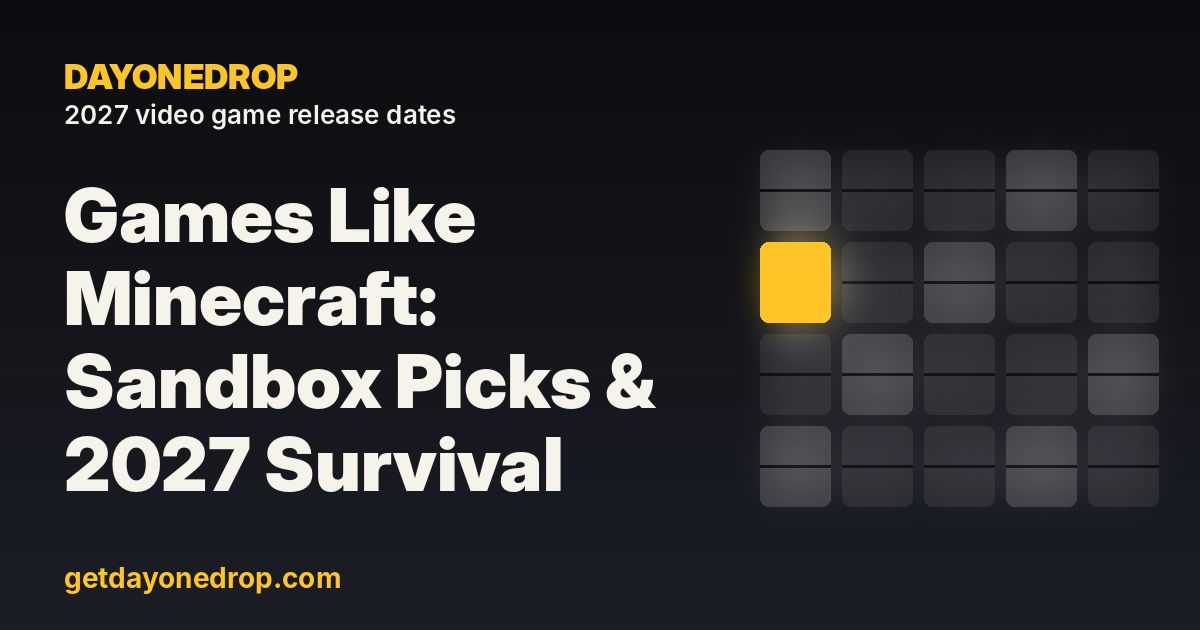 DAYONEDROP
2027 video game release dates
Games Like
Minecraft:
Sandbox Picks &
2027 Survival
getdayonedrop.com